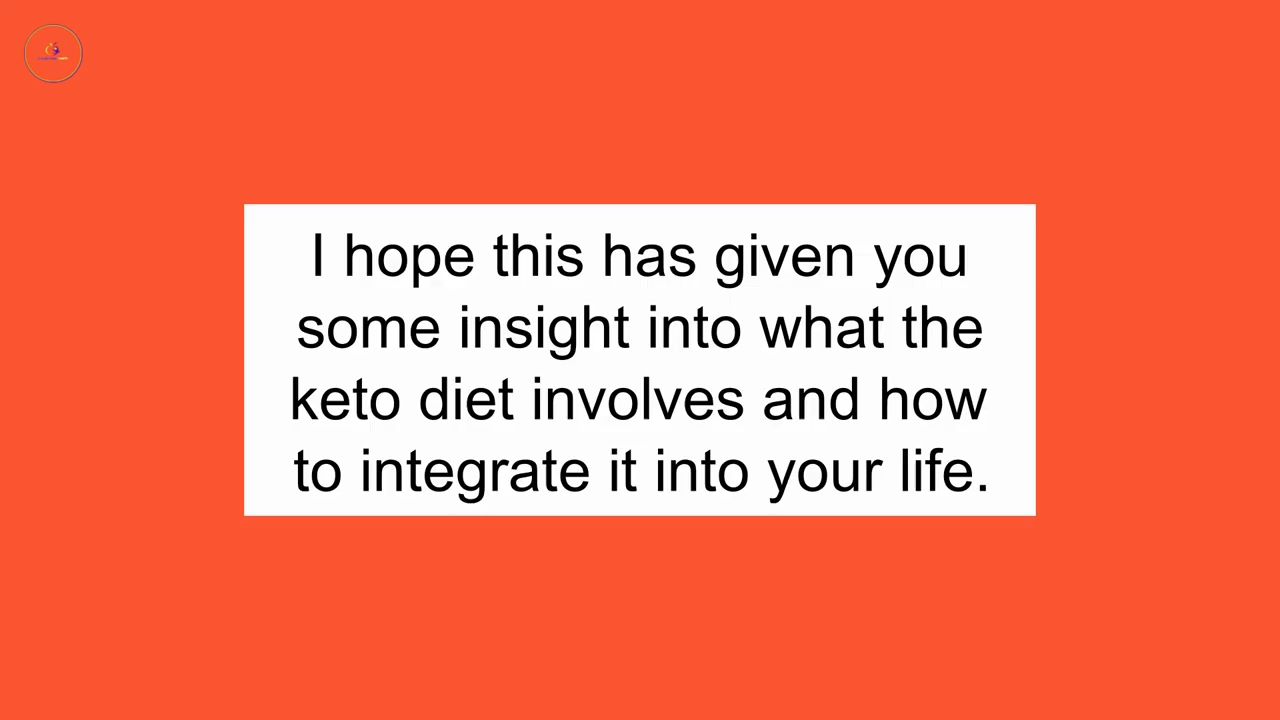 I hope this has given you
some insight into what the
keto diet involves and how
to integrate it into your life.